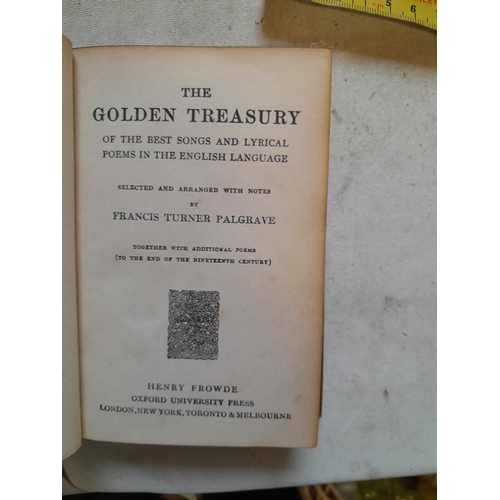 THE
GOLDEN TREASURY
OF THE BEST SONGS AND LYRICAL
POEMS IN THE ENGLISH LANGUAGE
SELECTED AND ARRANGED WITH NOTES
BY
FRANCIS TURNER PALGRAVE
TOGETHER WITH ADDITIONAL POEMS
(TO THE END OF THE NINETEENTH CENTURY)
HENRY FROWDE
OXFORD UNIVERSITY PRESS
LONDON, NEW YORK, TORONTO & MELBOURNE
5 6